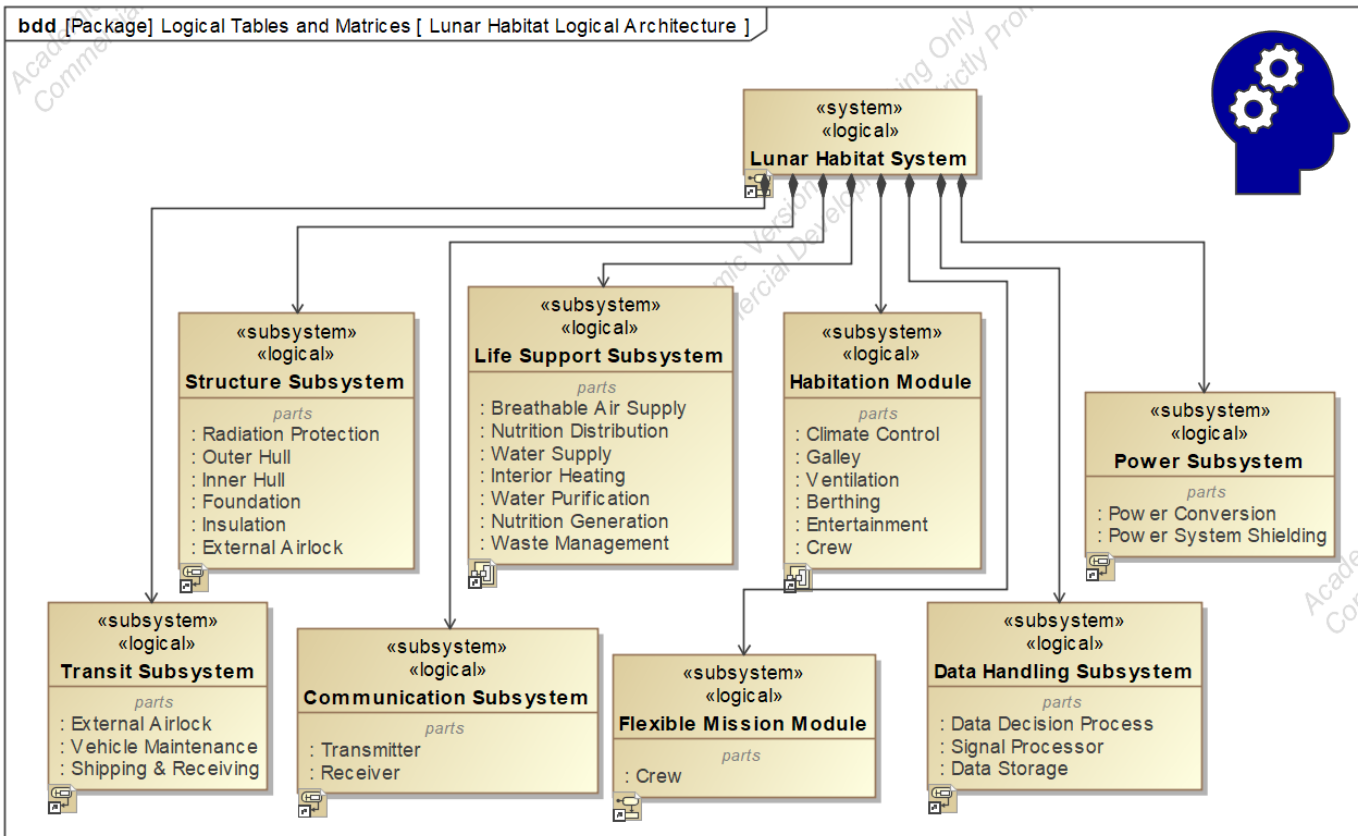 bdd [Package] Logical Tables and Matrices [ Lunar Habitat Logical Architecture ]
«system»
«logical»
Lunar Habitat System
«subsystem»
«logical»
Structure Subsystem
parts
: Radiation Protection
: Outer Hull
: Inner Hull
: Foundation
: Insulation
: External Airlock
«subsystem»
«logical»
Life Support Subsystem
parts
: Breathable Air Supply
: Nutrition Distribution
: Water Supply
: Interior Heating
: Water Purification
: Nutrition Generation
: Waste Management
«subsystem»
«logical»
Habitation Module
parts
: Climate Control
: Galley
: Ventilation
: Berthing
: Entertainment
: Crew
«subsystem»
«logical»
Power Subsystem
parts
: Power Conversion
: Power System Shielding
«subsystem»
«logical»
Transit Subsystem
parts
: External Airlock
: Vehicle Maintenance
: Shipping & Receiving
«subsystem»
«logical»
Communication Subsystem
parts
: Transmitter
: Receiver
«subsystem»
«logical»
Flexible Mission Module
parts
: Crew
«subsystem»
«logical»
Data Handling Subsystem
parts
: Data Decision Process
: Signal Processor
: Data Storage